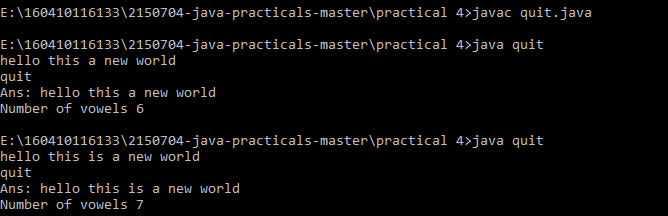 E:\160410116133\2150704-java-practicals-master\practical 4>javac quit.java
E:\160410116133\2150704-java-practicals-master\practical 4>java quit
hello this a new world
quit
Ans: hello this a new world
Number of vowels 6
E:\160410116133\2150704-java-practicals-master\practical 4>java quit
hello this is a new world
quit
Ans: hello this is a new world
Number of vowels 7